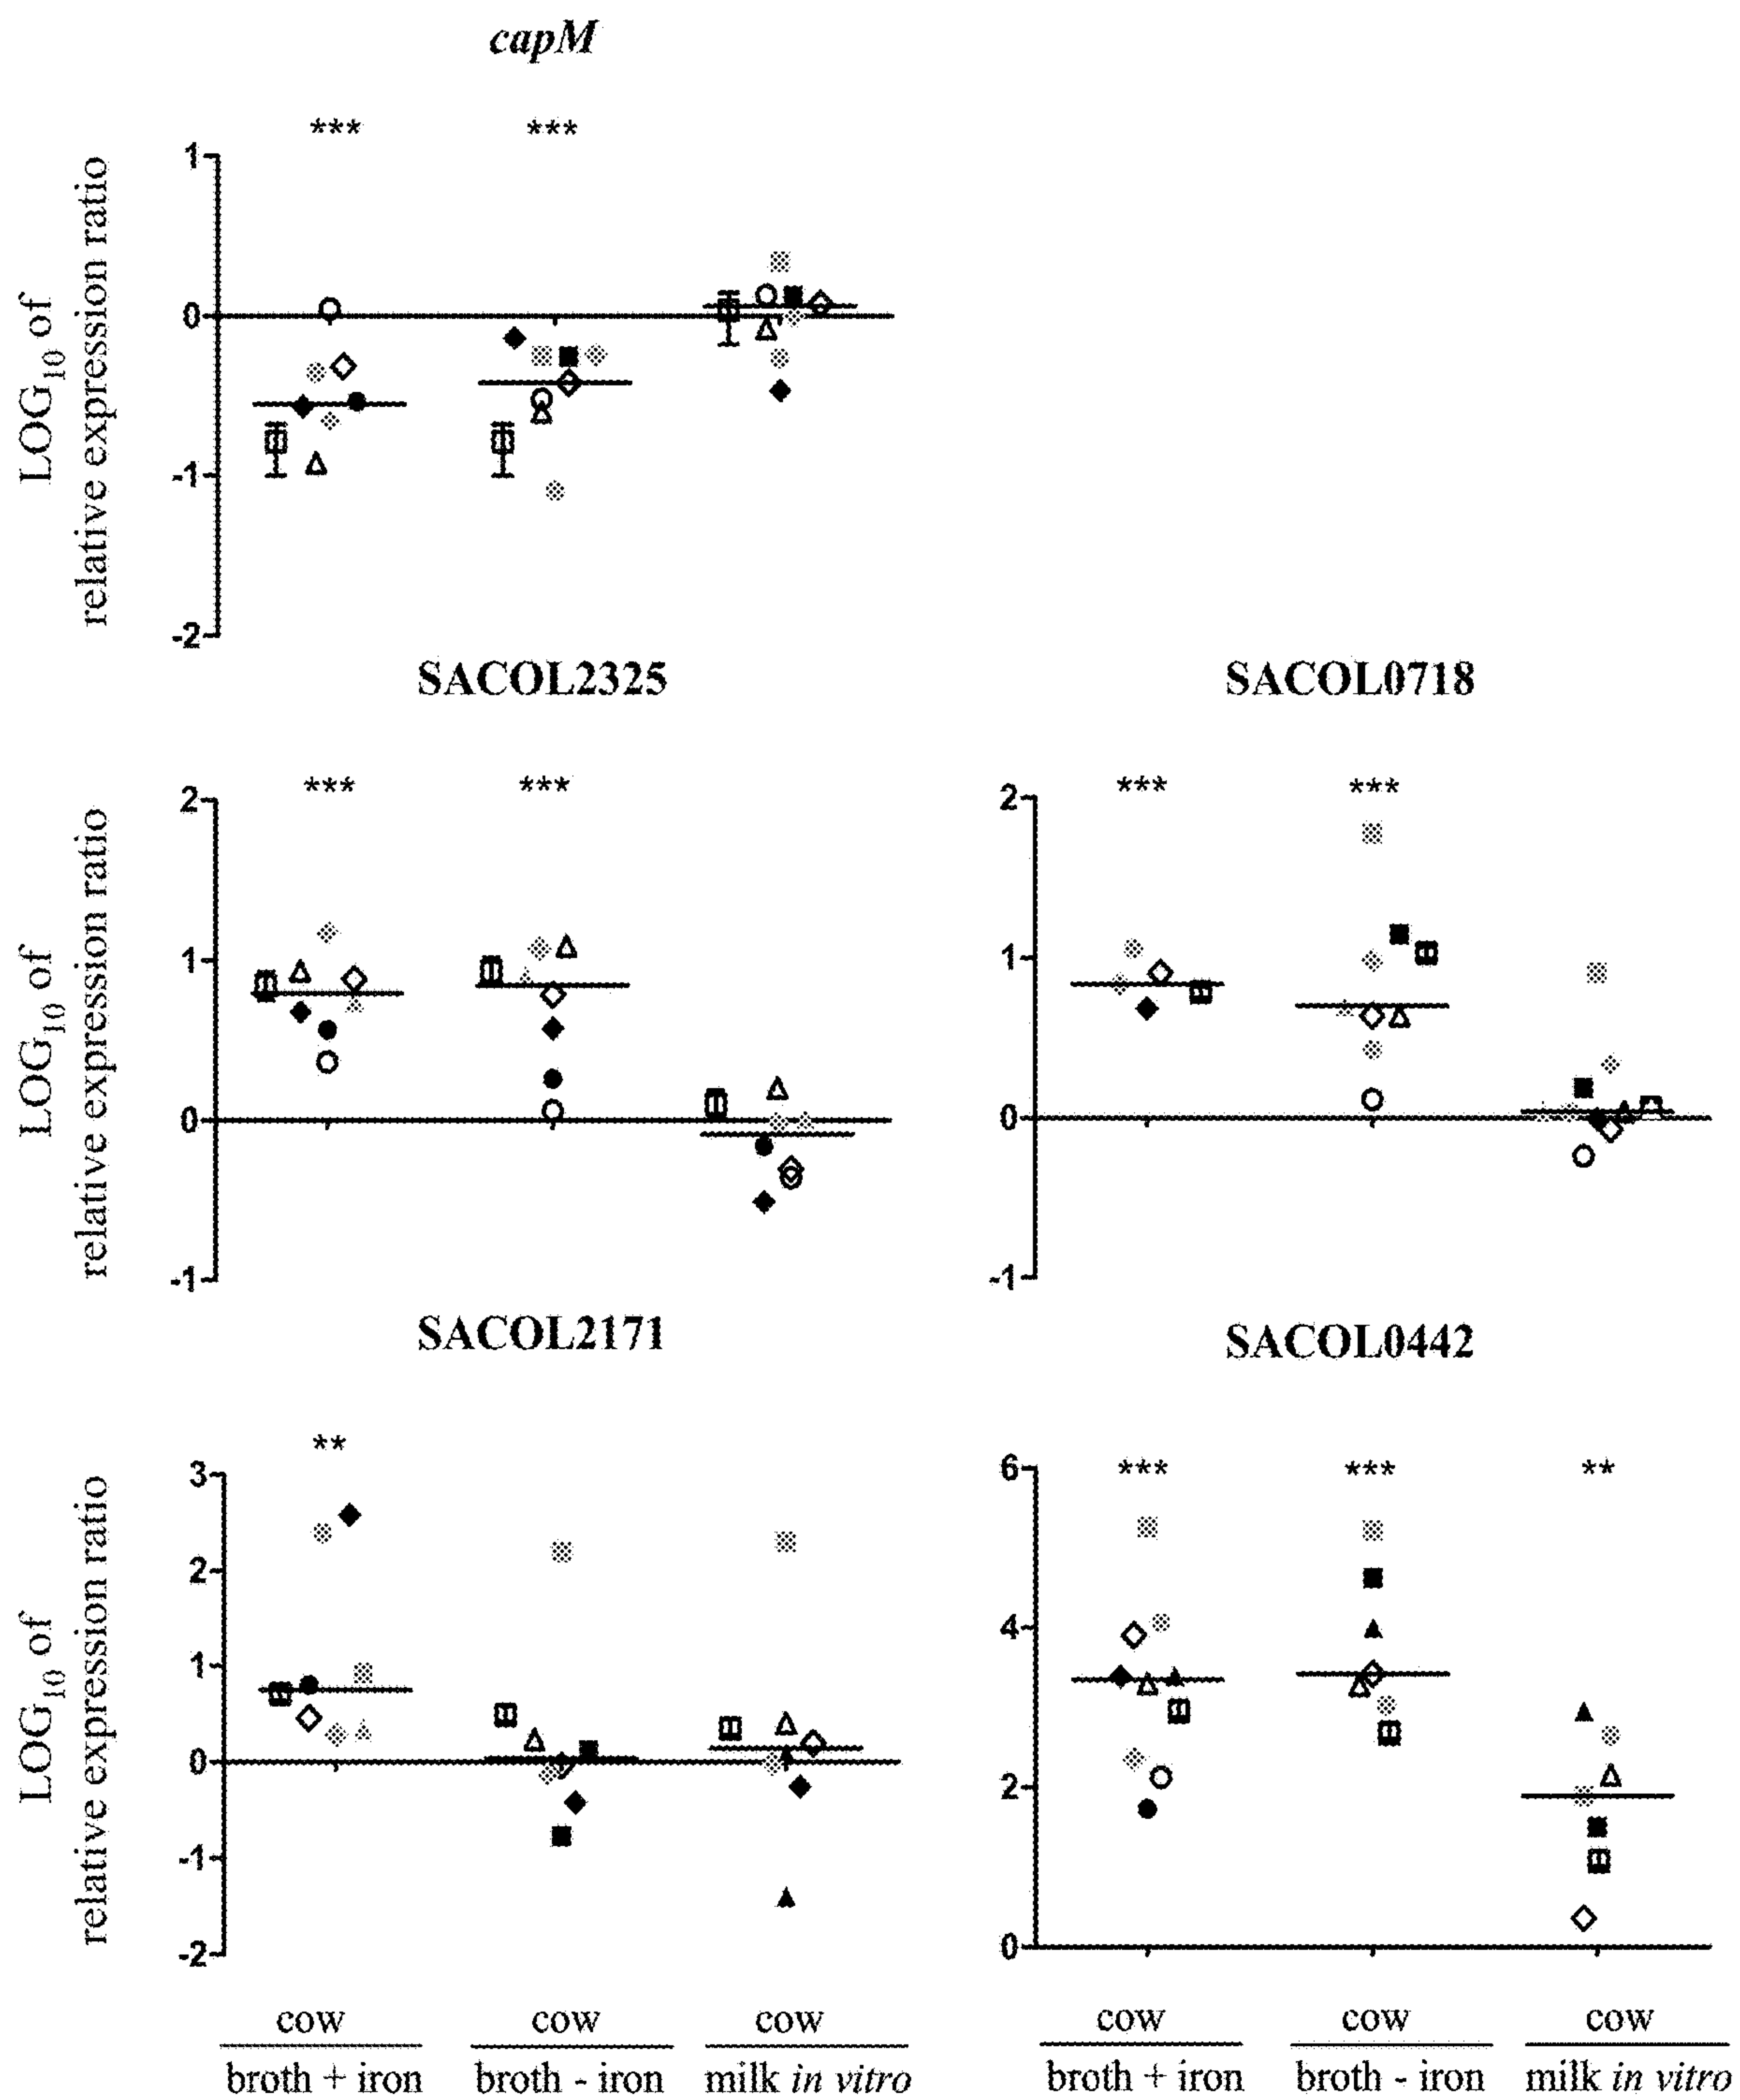 capM
*** ***
LOG10 of
relative expression ratio
1
0
-1
-2
SACOL2325 SACOL0718
*** ***
LOG10 of
relative expression ratio
2
1
0
-1
*** ***
2
1
0
-1
SACOL2171 SACOL0442
**
LOG10 of
relative expression ratio
3
2
1
0
-1
-2
*** *** **
6
4
2
0
cow cow cow cow cow cow
broth + iron broth - iron milk in vitro broth + iron broth - iron milk in vitro